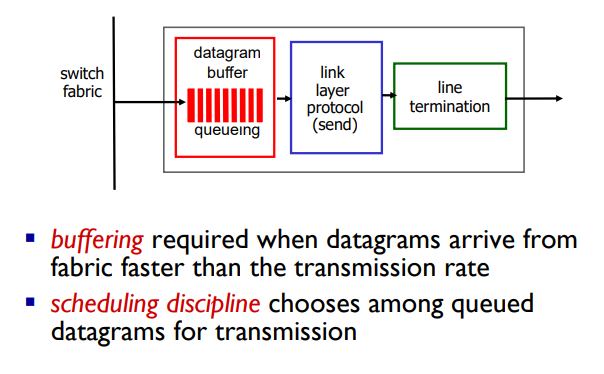 switch
fabric
datagram
buffer
queueing
link
layer
protocol
(send)
line
termination
buffering required when datagrams arrive from
fabric faster than the transmission rate
scheduling discipline chooses among queued
datagrams for transmission